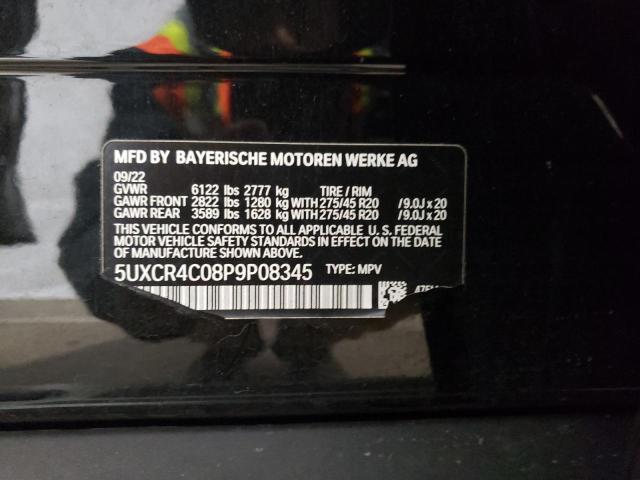 MFD BY BAYERISCHE MOTOREN WERKE AG
09/22
GVWR 6122 lbs 2777 kg TIRE / RIM
GAWR FRONT 2822 lbs 1280 kg WITH 275/45 R20 /9.0J x 20
GAWR REAR 3589 lbs 1628 kg WITH 275/45 R20 /9.0J x 20
THIS VEHICLE CONFORMS TO ALL APPLICABLE U. S. FEDERAL
MOTOR VEHICLE SAFETY STANDARDS IN EFFECT ON THE DATE
OF MANUFACTURE SHOWN ABOVE.
5UXCR4C08P9P08345 TYPE: MPV